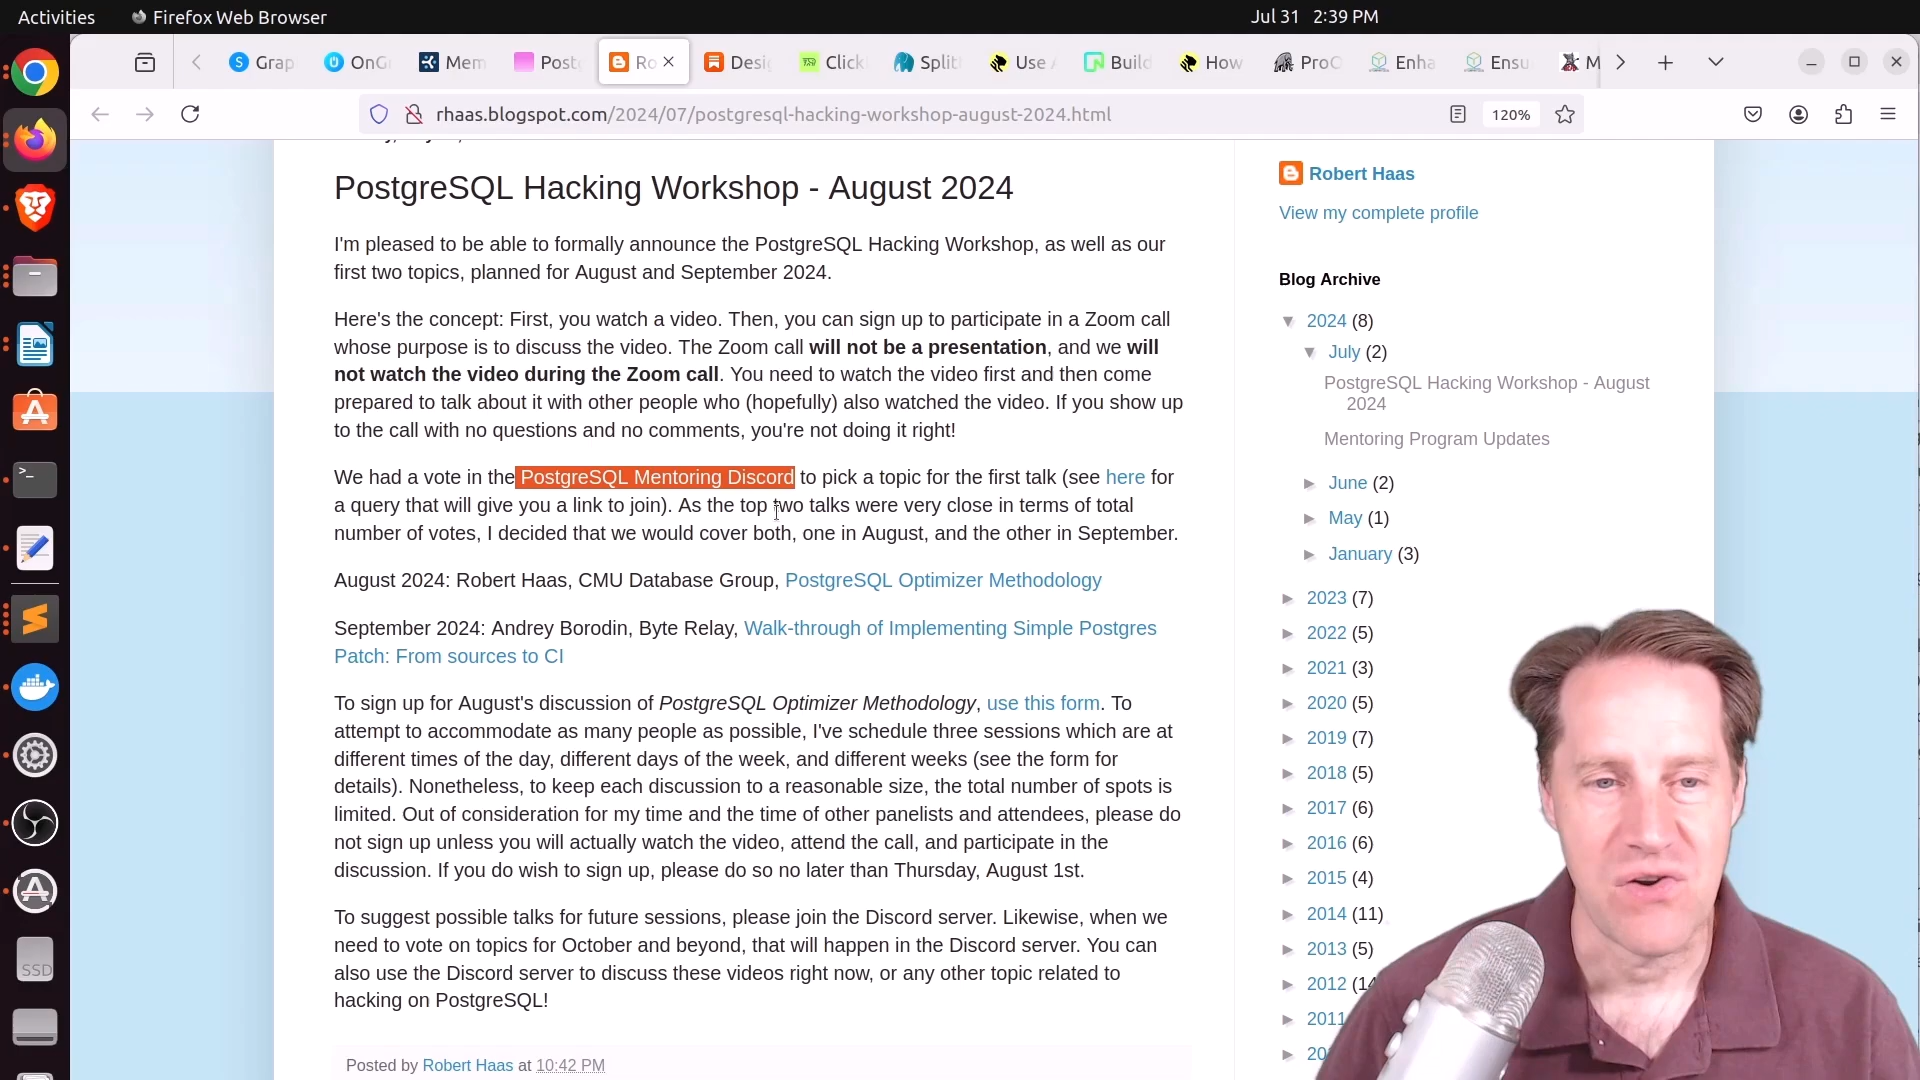 Activities
Firefox Web Browser
Jul 31 2:39 PM
Grap
OnG
Mem
Post
Ro
Desi
Click
Split
Use
Build
How
ProC
Enha
Ensu
M
rhaas.blogspot.com/2024/07/postgresql-hacking-workshop-august-2024.html
120%
PostgreSQL Hacking Workshop - August 2024
I'm pleased to be able to formally announce the PostgreSQL Hacking Workshop, as well as our
first two topics, planned for August and September 2024.
Here's the concept: First, you watch a video. Then, you can sign up to participate in a Zoom call
whose purpose is to discuss the video. The Zoom call will not be a presentation, and we will
not watch the video during the Zoom call. You need to watch the video first and then come
prepared to talk about it with other people who (hopefully) also watched the video. If you show up
to the call with no questions and no comments, you're not doing it right!
We had a vote in the PostgreSQL Mentoring Discord to pick a topic for the first talk (see here for
a query that will give you a link to join). As the top two talks were very close in terms of total
number of votes, I decided that we would cover both, one in August, and the other in September.
August 2024: Robert Haas, CMU Database Group, PostgreSQL Optimizer Methodology
September 2024: Andrey Borodin, Byte Relay, Walk-through of Implementing Simple Postgres
Patch: From sources to CI
To sign up for August's discussion of PostgreSQL Optimizer Methodology, use this form. To
attempt to accommodate as many people as possible, I've schedule three sessions which are at
different times of the day, different days of the week, and different weeks (see the form for
details). Nonetheless, to keep each discussion to a reasonable size, the total number of spots is
limited. Out of consideration for my time and the time of other panelists and attendees, please do
not sign up unless you will actually watch the video, attend the call, and participate in the
discussion. If you do wish to sign up, please do so no later than Thursday, August 1st.
To suggest possible talks for future sessions, please join the Discord server. Likewise, when we
need to vote on topics for October and beyond, that will happen in the Discord server. You can
also use the Discord server to discuss these videos right now, or any other topic related to
hacking on PostgreSQL!
Posted by Robert Haas at 10:42 PM
Robert Haas
View my complete profile
Blog Archive
2024 (8)
July (2)
PostgreSQL Hacking Workshop - August
2024
Mentoring Program Updates
June (2)
May (1)
January (3)
2023 (7)
2022 (5)
2021 (3)
2020 (5)
2019 (7)
2018 (5)
2017 (6)
2016 (6)
2015 (4)
2014 (11)
2013 (5)
2012 (14
2011
20
SSD